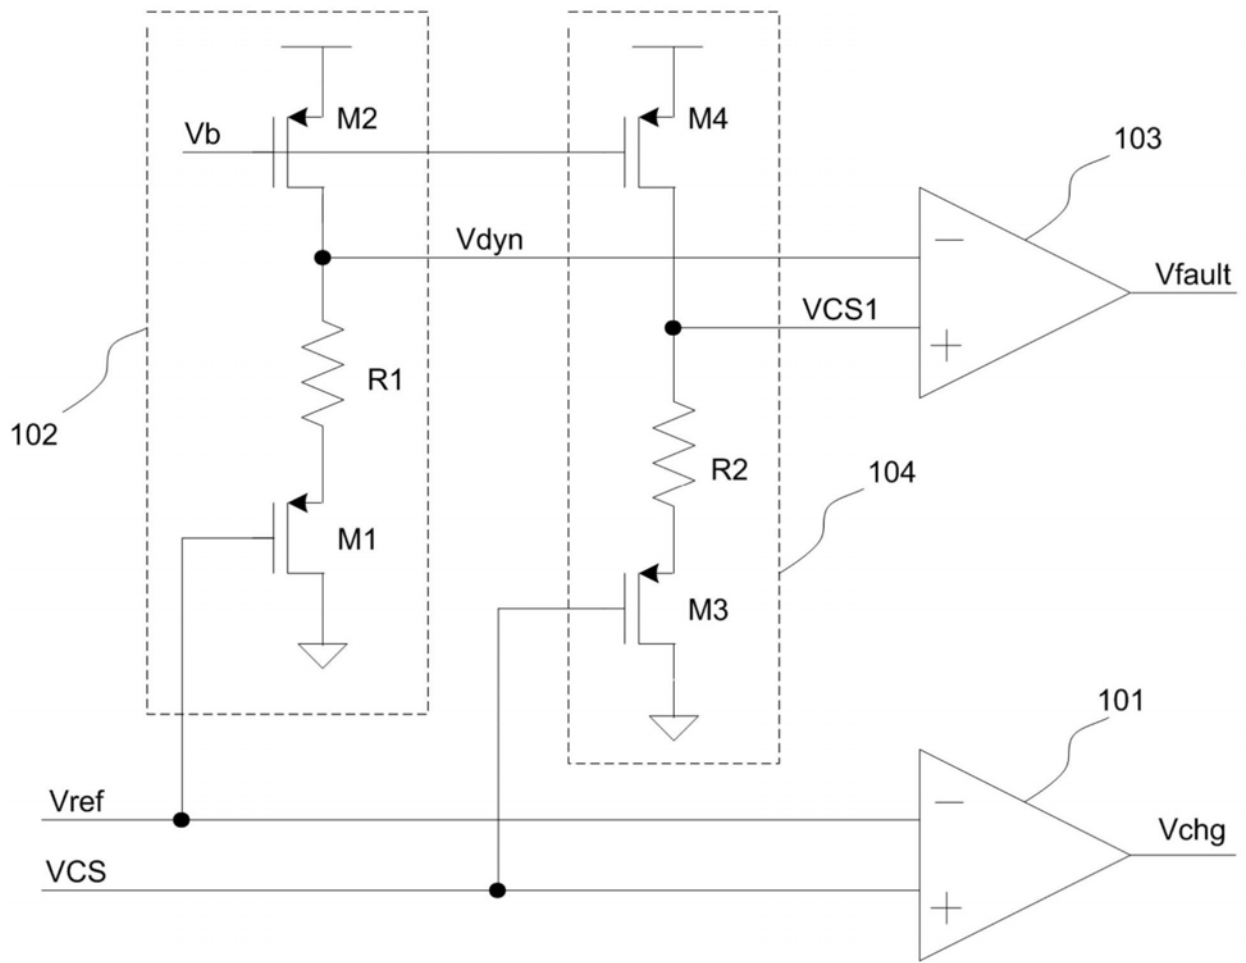 M2
M4
Vb
103
Vdyn
Vfault
VCS1
R1
102
R2
104
M1
M3
101
Vref
Vchg
VCS